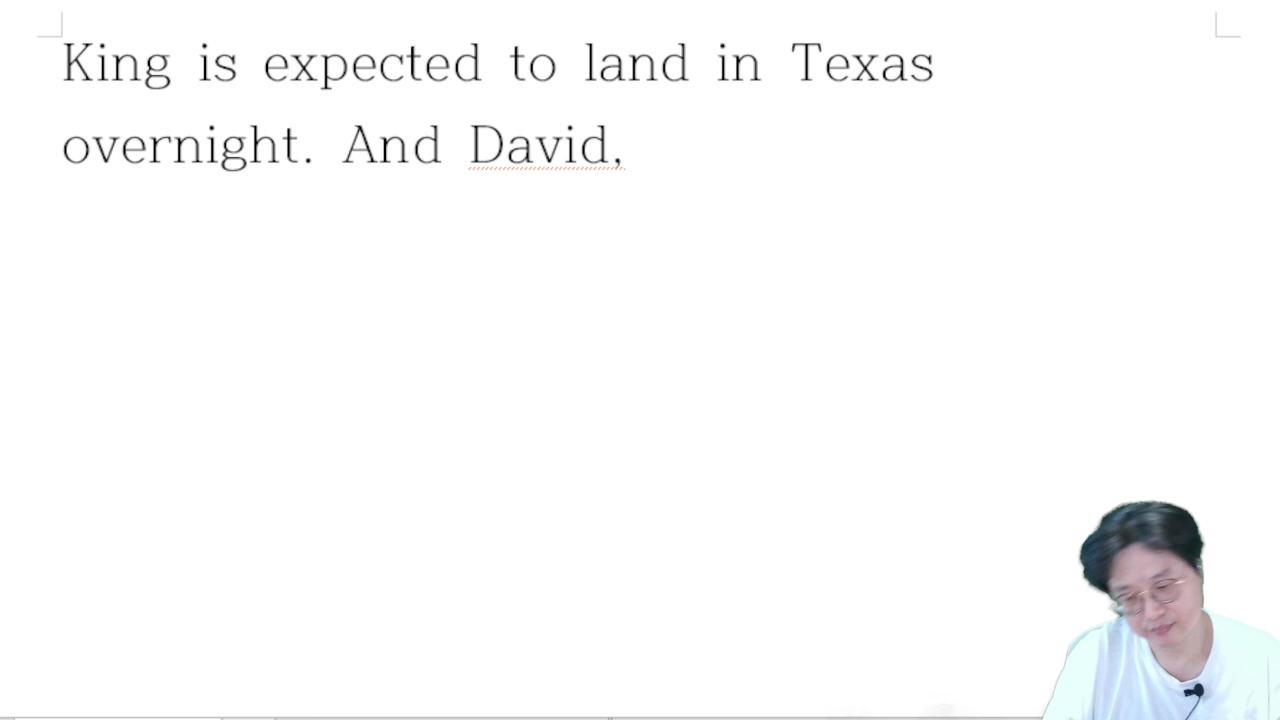 King is expected to land in Texas
overnight. And David,